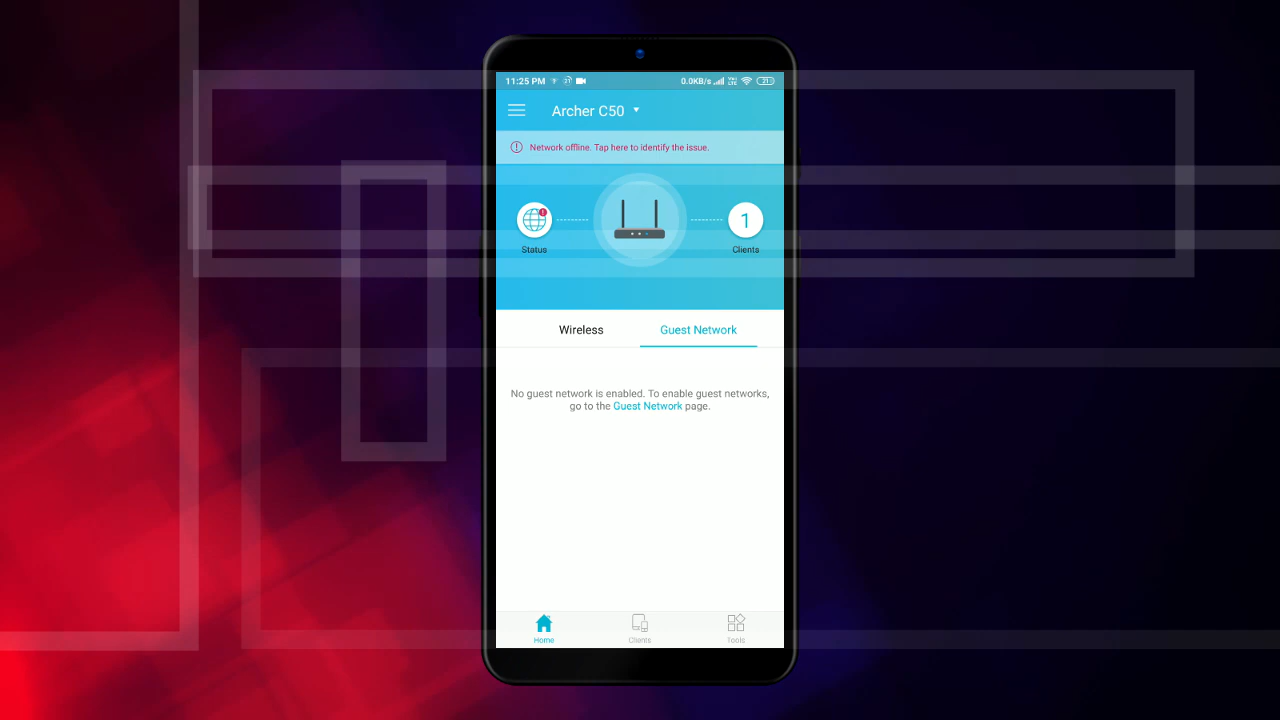 11:25 PM
0.0KB/s
Archer C50
Network offline. Tap here to identify the issue.
1
Status
Clients
Wireless
Guest Network
No guest network is enabled. To enable guest networks,
go to the Guest Network page.
Home
Clients
Tools